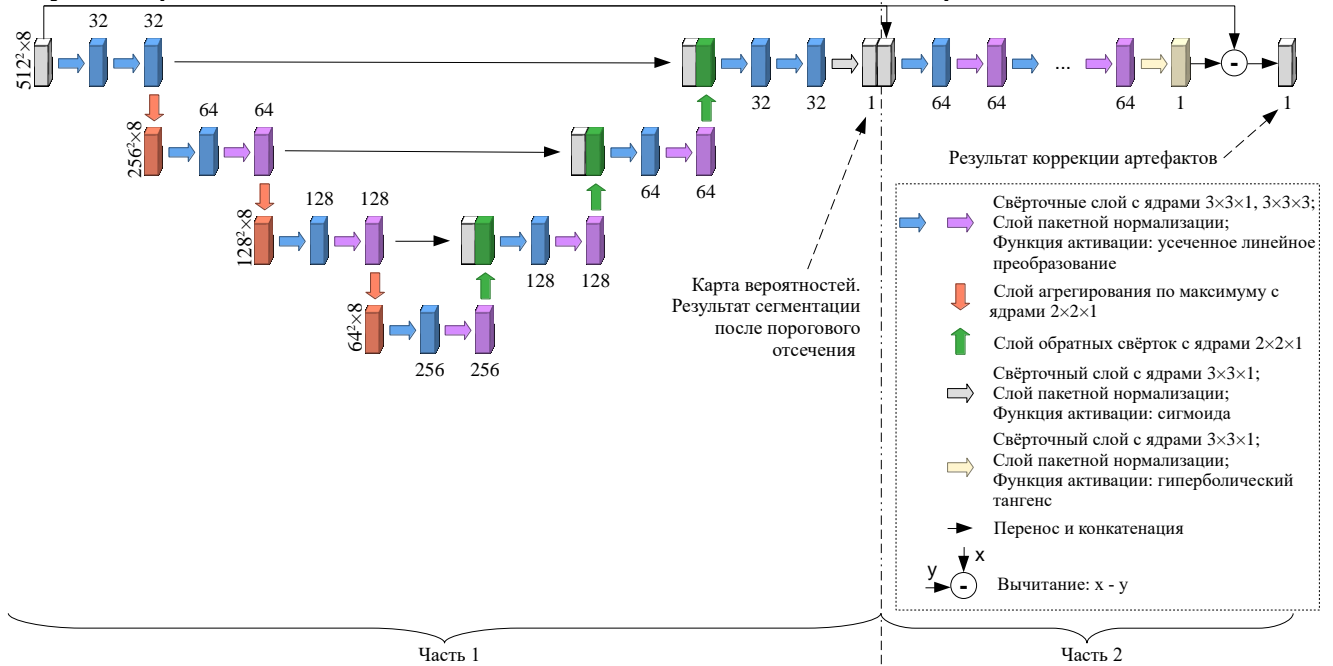 32
32
512²×8
32
32
1
64
64
...
64
1
1
64
64
256²×8
64
64
Результат коррекции артефактов
128
128
128²×8
128
128
64²×8
256
256
Карта вероятностей.
Результат сегментации
после порогового
отсечения
Свёрточные слой с ядрами 3×3×1, 3×3×3;
Слой пакетной нормализации;
Функция активации: усеченное линейное
преобразование
Слой агрегирования по максимуму с
ядрами 2×2×1
Слой обратных свёрток с ядрами 2×2×1
Свёрточный слой с ядрами 3×3×1;
Слой пакетной нормализации;
Функция активации: сигмоида
Свёрточный слой с ядрами 3×3×1;
Слой пакетной нормализации;
Функция активации: гиперболический
тангенс
Перенос и конкатенация
x
y
-
Вычитание: x - y
-
Часть 1
Часть 2